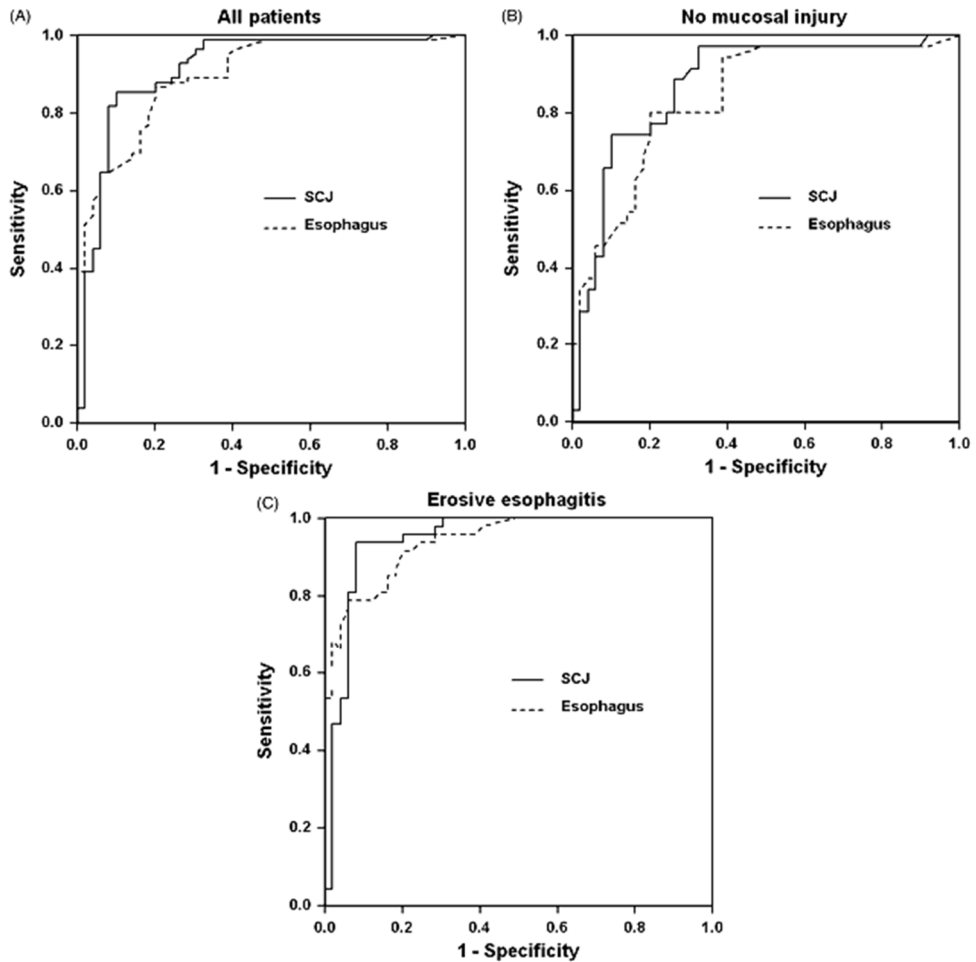 (A)
All patients
1.0
0.8
0.6
0.4
0.2
0.0
Sensitivity
SCJ
Esophagus
0.0 0.2 0.4 0.6 0.8 1.0
1 - Specificity
(B)
No mucosal injury
1.0
0.8
0.6
0.4
0.2
0.0
Sensitivity
SCJ
Esophagus
0.0 0.2 0.4 0.6 0.8 1.0
1 - Specificity
(C)
Erosive esophagitis
1.0
0.8
0.6
0.4
0.2
0.0
Sensitivity
SCJ
Esophagus
0.0 0.2 0.4 0.6 0.8 1.0
1 - Specificity